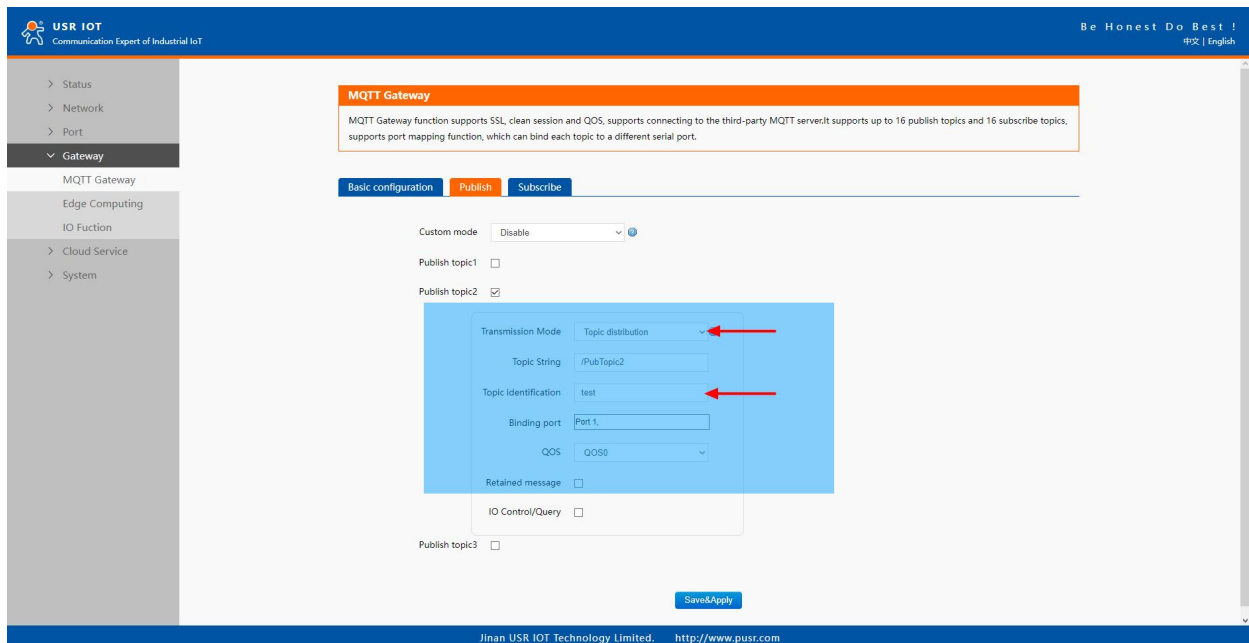 USR IOT
Communication Expert of Industrial IoT
Be Honest Do Best !
中文 | English
Status
Network
Port
Gateway
MQTT Gateway
Edge Computing
IO Fuction
Cloud Service
System
MQTT Gateway
MQTT Gateway function supports SSL, clean session and QOS, supports connecting to the third-party MQTT server.It supports up to 16 publish topics and 16 subscribe topics,
supports port mapping function, which can bind each topic to a different serial port.
Basic configuration Publish Subscribe
Custom mode Disable
Publish topic1
Publish topic2
Transmission Mode Topic distribution
Topic String /PubTopic2
Topic identification test
Binding port Port 1,
QOS QOS0
Retained message
IO Control/Query
Publish topic3
Save&Apply
Jinan USR IOT Technology Limited. http://www.pusr.com